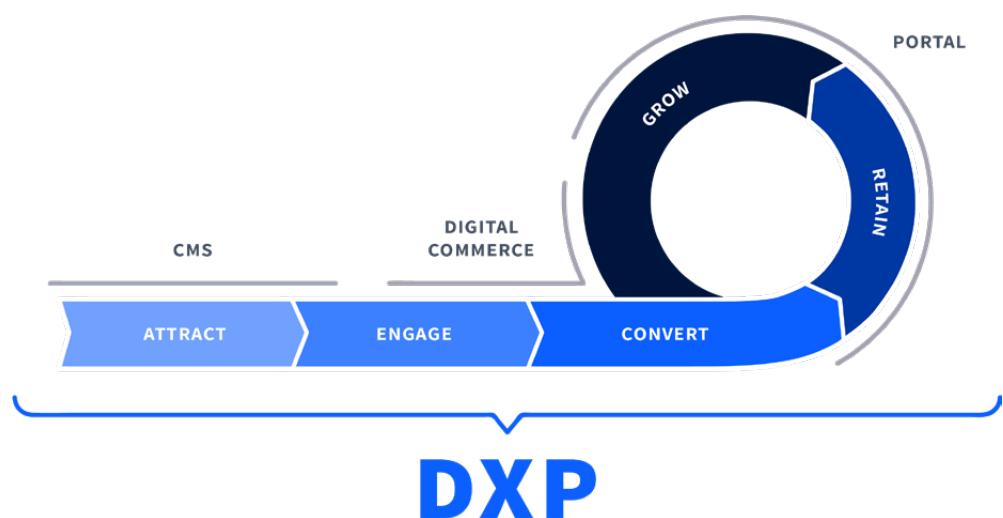 PORTAL
GROW
RETAIN
DIGITAL
COMMERCE
CMS
ATTRACT
ENGAGE
CONVERT
DXP